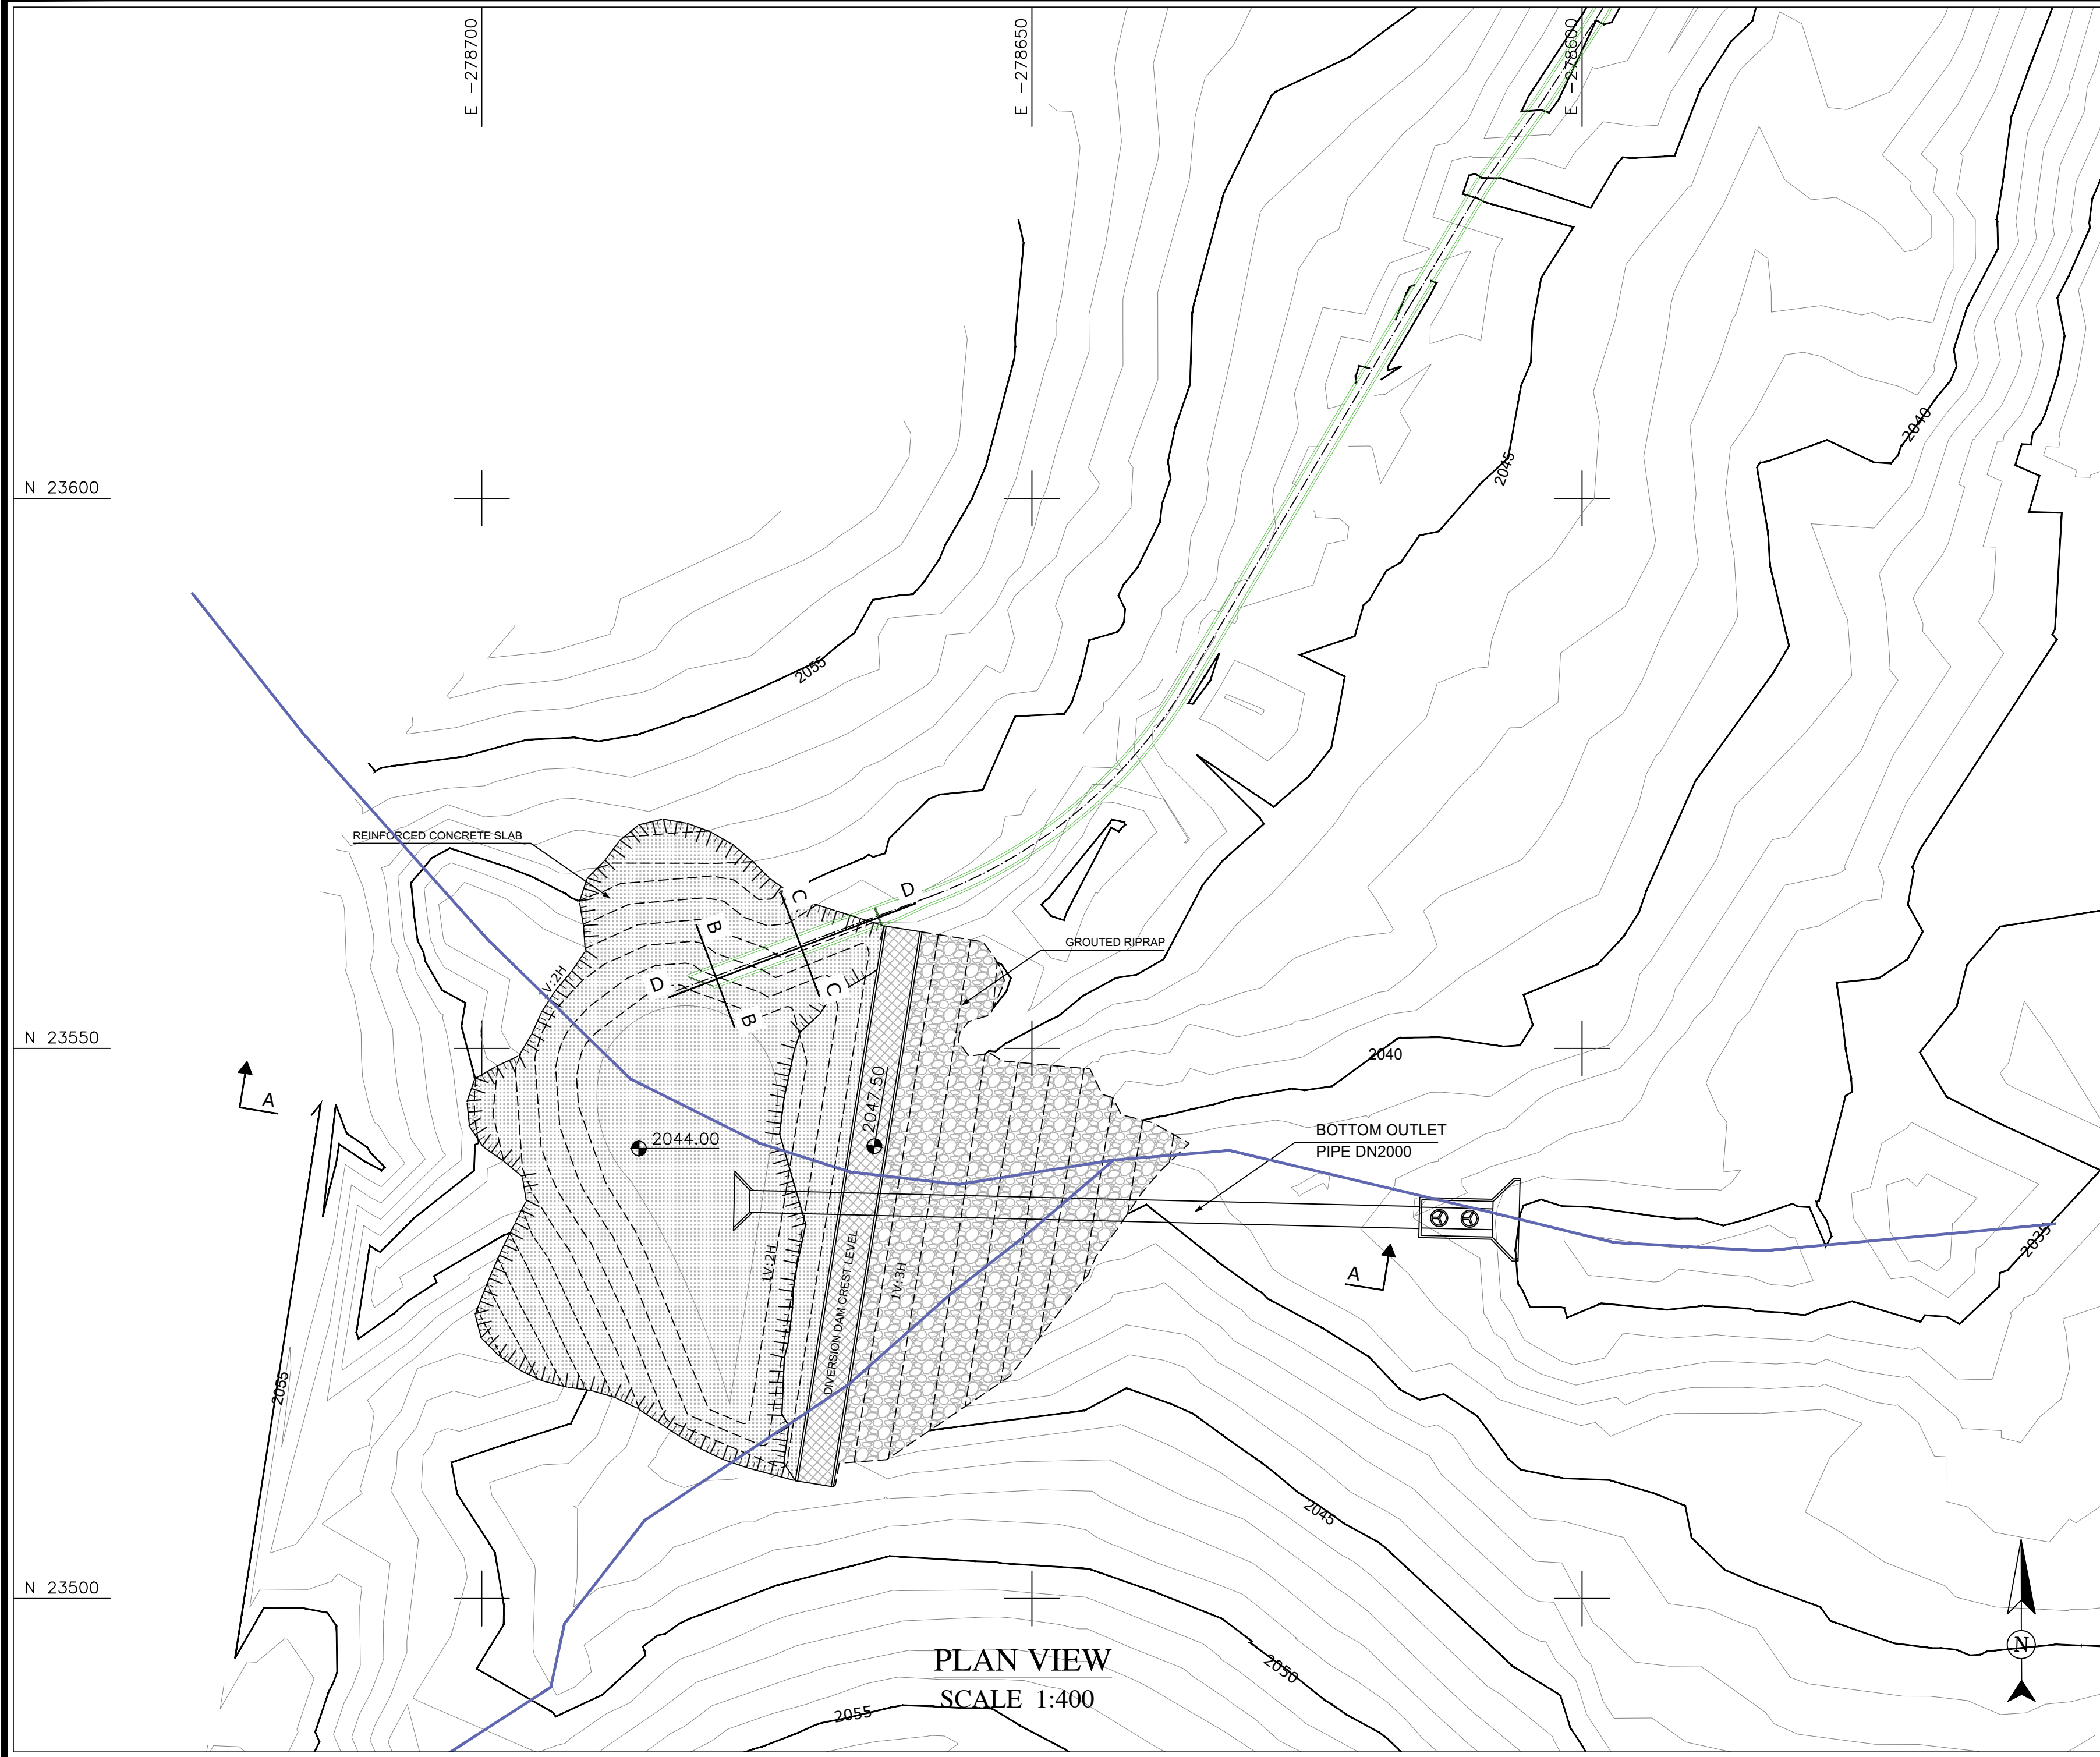 E -278700
E -278650
E -278600
2040
2045
N 23600
2055
REINFORCED CONCRETE SLAB
C
D
B
GROUTED RIPRAP
1V:2H
D
C
B
N 23550
2040
A
2047.50
BOTTOM OUTLET
PIPE DN2000
2044.00
2035
1V:2H
DIVERSION DAM CREST LEVEL
1V:3H
A
2055
2045
N 23500
N
PLAN VIEW
2050
SCALE 1:400
2055